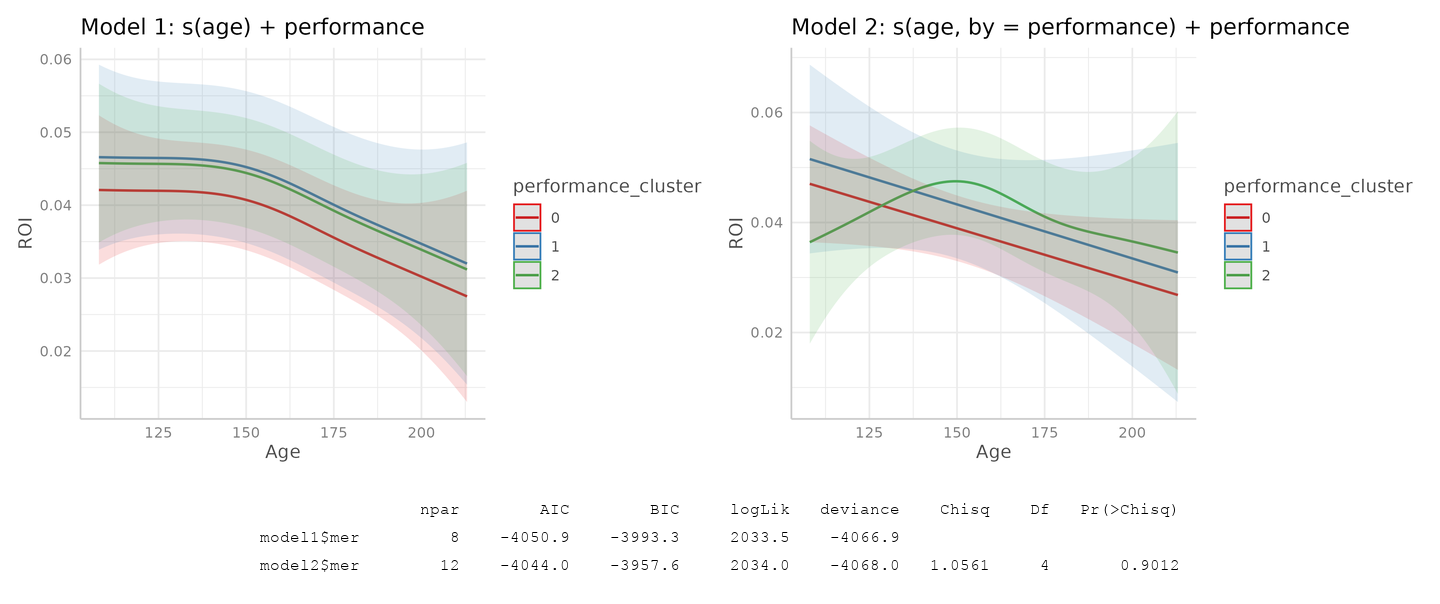 Model 1: s(age) + performance
0.06
0.05
0.04
0.03
0.02
ROI
125 150 175 200
Age
performance_cluster
0
1
2
Model 2: s(age, by = performance) + performance
0.06
0.04
0.02
ROI
125 150 175 200
Age
performance_cluster
0
1
2
npar AIC BIC logLik deviance Chisq Df Pr(>Chisq)
model1$mer 8 -4050.9 -3993.3 2033.5 -4066.9
model2$mer 12 -4044.0 -3957.6 2034.0 -4068.0 1.0561 4 0.9012